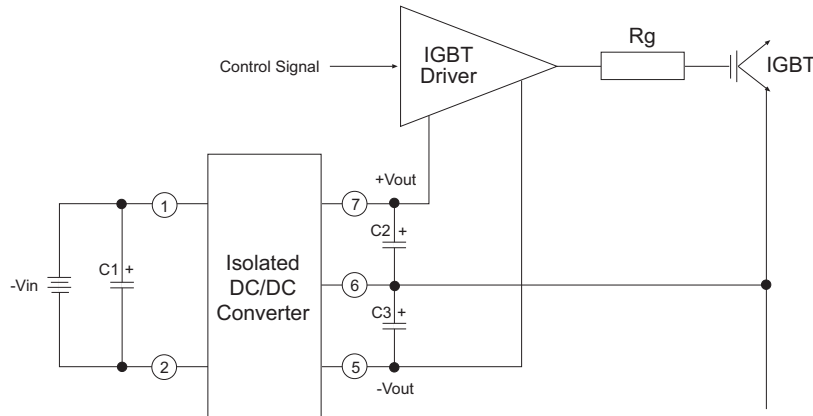 Rg
IGBT
Driver
IGBT
Control Signal
+Vout
1
7
C2 +
Isolated
DC/DC
Converter
C1 +
-Vin
6
C3 +
2
5
-Vout